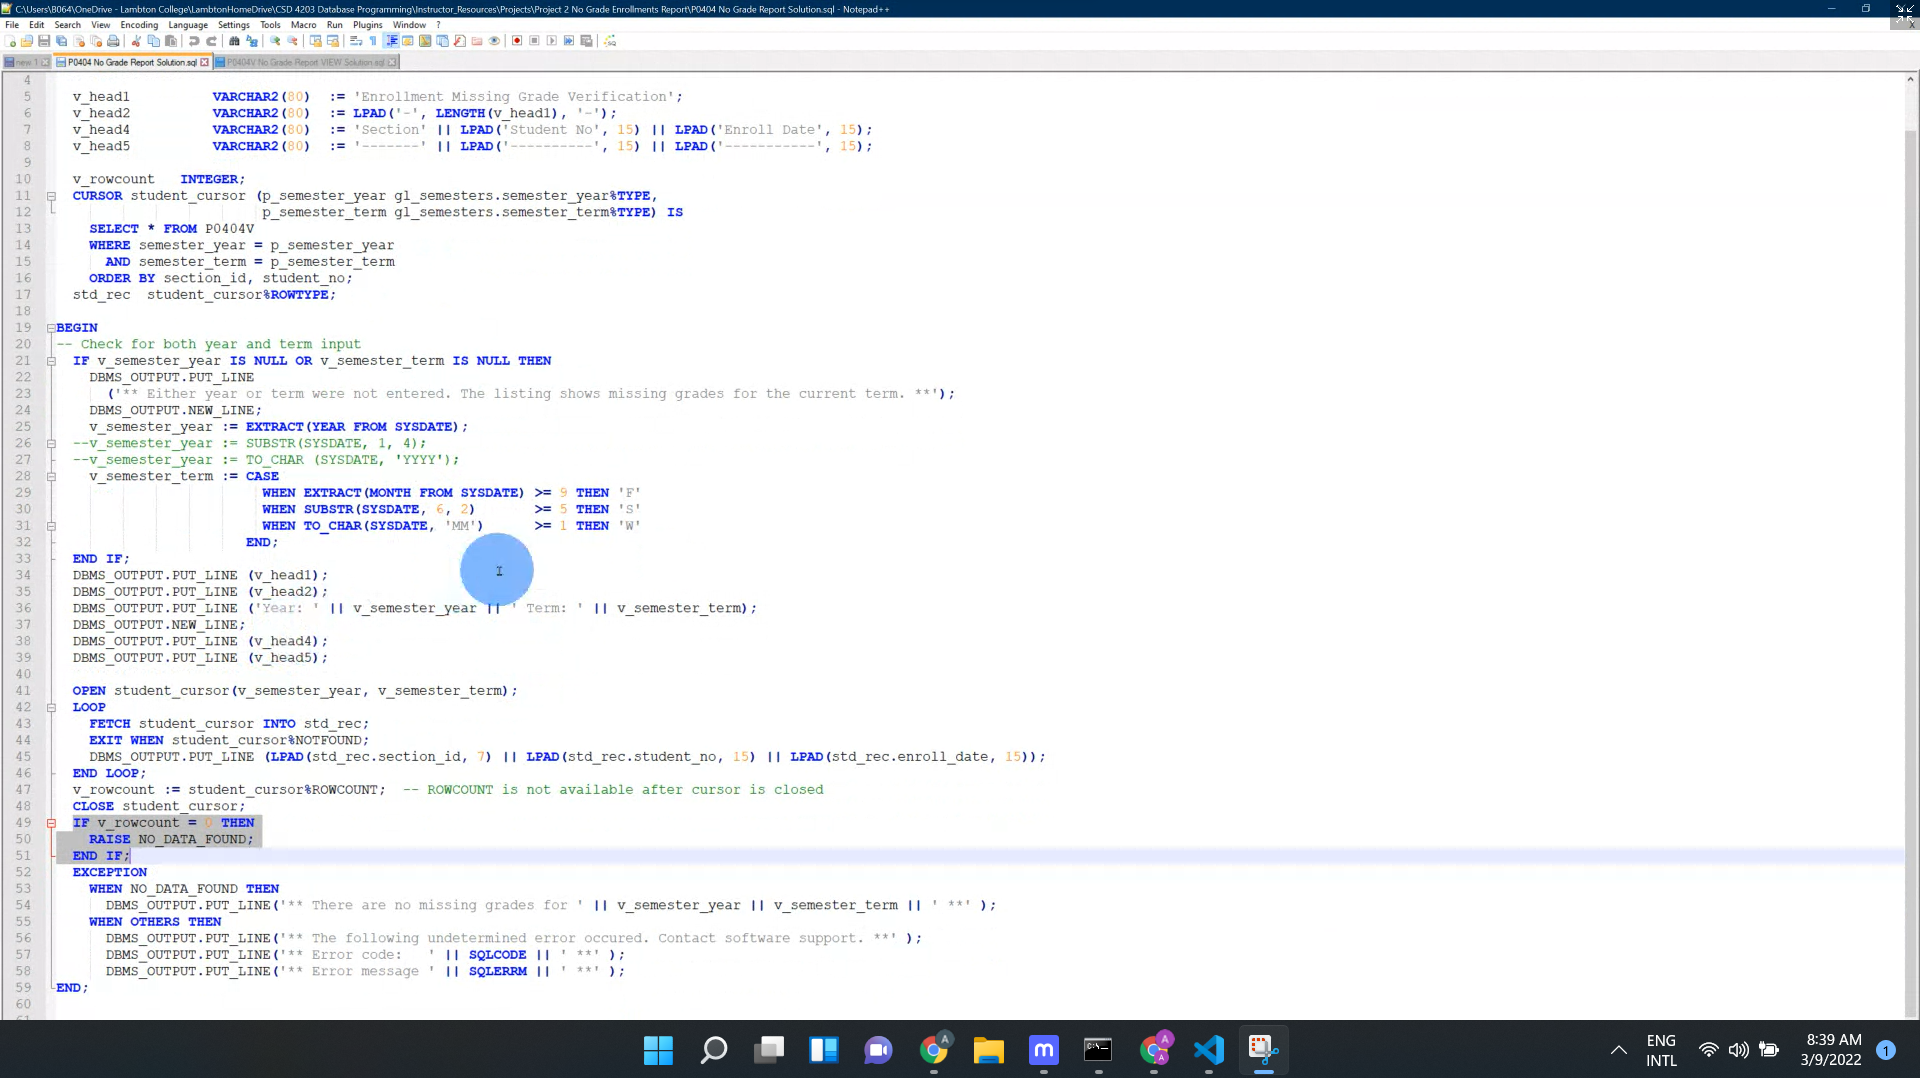 C:\Users\B064\OneDrive - Lambton College\LambtonHomeDrive\CSD 4203 Database Programming\Instructor_Resources\Projects\Project 2 No Grade Enrollments Report\P0404 No Grade Report Solution.sql - Notepad++
File Edit Search View Encoding Language Settings Tools Macro Run Plugins Window ?
new 1 P0404 No Grade Report Solution.sql P0404V No Grade Report VIEW Solution.sql
4
5 v_head1 VARCHAR2(80) := 'Enrollment Missing Grade Verification';
6 v_head2 VARCHAR2(80) := LPAD('-', LENGTH(v_head1), '-');
7 v_head4 VARCHAR2(80) := 'Section' || LPAD('Student No', 15) || LPAD('Enroll Date', 15);
8 v_head5 VARCHAR2(80) := '-------' || LPAD('----------', 15) || LPAD('-----------', 15);
9
10 v_rowcount INTEGER;
11 CURSOR student_cursor (p_semester_year gl_semesters.semester_year%TYPE,
12 p_semester_term gl_semesters.semester_term%TYPE) IS
13 SELECT * FROM P0404V
14 WHERE semester_year = p_semester_year
15 AND semester_term = p_semester_term
16 ORDER BY section_id, student_no;
17 std_rec student_cursor%ROWTYPE;
18
19 BEGIN
20 -- Check for both year and term input
21 IF v_semester_year IS NULL OR v_semester_term IS NULL THEN
22 DBMS_OUTPUT.PUT_LINE
23 ('** Either year or term were not entered. The listing shows missing grades for the current term. **');
24 DBMS_OUTPUT.NEW_LINE;
25 v_semester_year := EXTRACT(YEAR FROM SYSDATE);
26 --v_semester_year := SUBSTR(SYSDATE, 1, 4);
27 --v_semester_year := TO_CHAR (SYSDATE, 'YYYY');
28 v_semester_term := CASE
29 WHEN EXTRACT(MONTH FROM SYSDATE) >= 9 THEN 'F'
30 WHEN SUBSTR(SYSDATE, 6, 2) >= 5 THEN 'S'
31 WHEN TO_CHAR(SYSDATE, 'MM') >= 1 THEN 'W'
32 END;
33 END IF;
34 DBMS_OUTPUT.PUT_LINE (v_head1);
35 DBMS_OUTPUT.PUT_LINE (v_head2);
36 DBMS_OUTPUT.PUT_LINE ('Year: ' || v_semester_year || ' Term: ' || v_semester_term);
37 DBMS_OUTPUT.NEW_LINE;
38 DBMS_OUTPUT.PUT_LINE (v_head4);
39 DBMS_OUTPUT.PUT_LINE (v_head5);
40
41 OPEN student_cursor(v_semester_year, v_semester_term);
42 LOOP
43 FETCH student_cursor INTO std_rec;
44 EXIT WHEN student_cursor%NOTFOUND;
45 DBMS_OUTPUT.PUT_LINE (LPAD(std_rec.section_id, 7) || LPAD(std_rec.student_no, 15) || LPAD(std_rec.enroll_date, 15));
46 END LOOP;
47 v_rowcount := student_cursor%ROWCOUNT; -- ROWCOUNT is not available after cursor is closed
48 CLOSE student_cursor;
49 IF v_rowcount = 0 THEN
50 RAISE NO_DATA_FOUND;
51 END IF;
52 EXCEPTION
53 WHEN NO_DATA_FOUND THEN
54 DBMS_OUTPUT.PUT_LINE('** There are no missing grades for ' || v_semester_year || v_semester_term || ' **' );
55 WHEN OTHERS THEN
56 DBMS_OUTPUT.PUT_LINE('** The following undetermined error occured. Contact software support. **' );
57 DBMS_OUTPUT.PUT_LINE('** Error code: ' || SQLCODE || ' **' );
58 DBMS_OUTPUT.PUT_LINE('** Error message ' || SQLERRM || ' **' );
59 END;
60
ENG
INTL
8:39 AM
3/9/2022
1